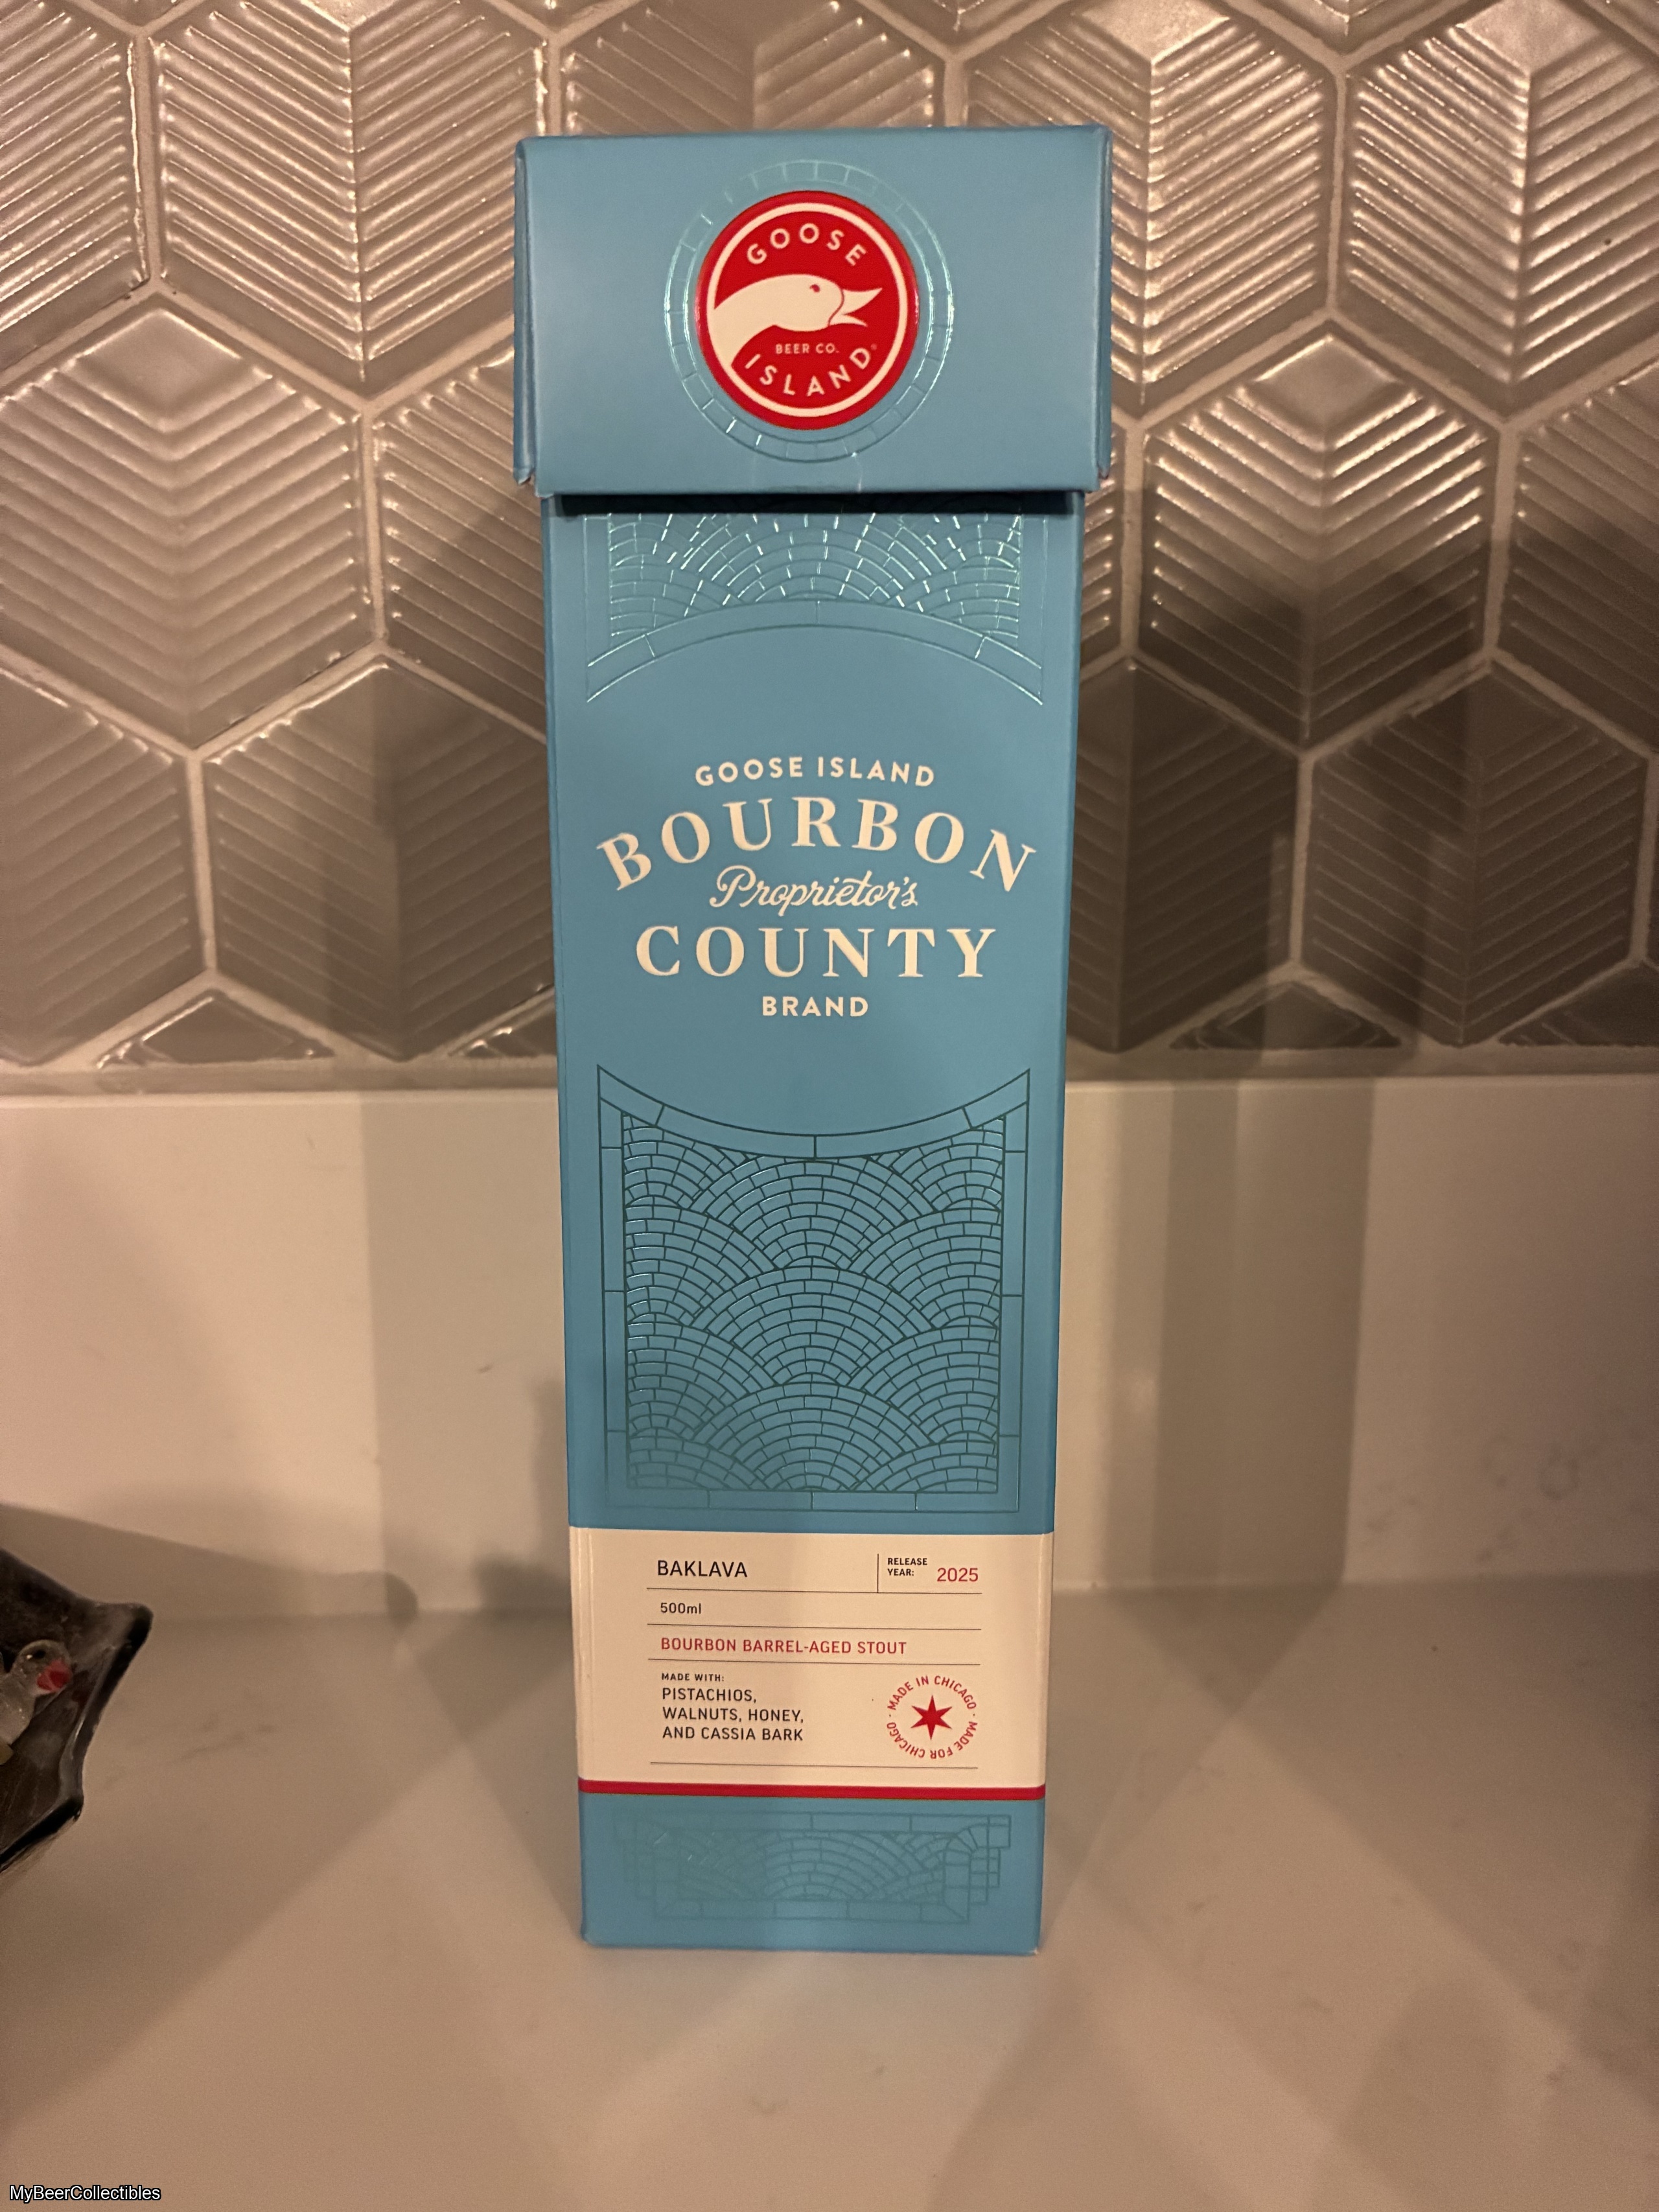 GOOSE
BEER CO.
ISLAND®
GOOSE ISLAND
BOURBON
Proprietor's
COUNTY
BRAND
BAKLAVA
RELEASE
YEAR: 2025
500ml
BOURBON BARREL-AGED STOUT
MADE WITH:
PISTACHIOS,
WALNUTS, HONEY,
AND CASSIA BARK
MADE IN CHICAGO · MADE FOR CHICAGO ·
MyBeerCollectibles